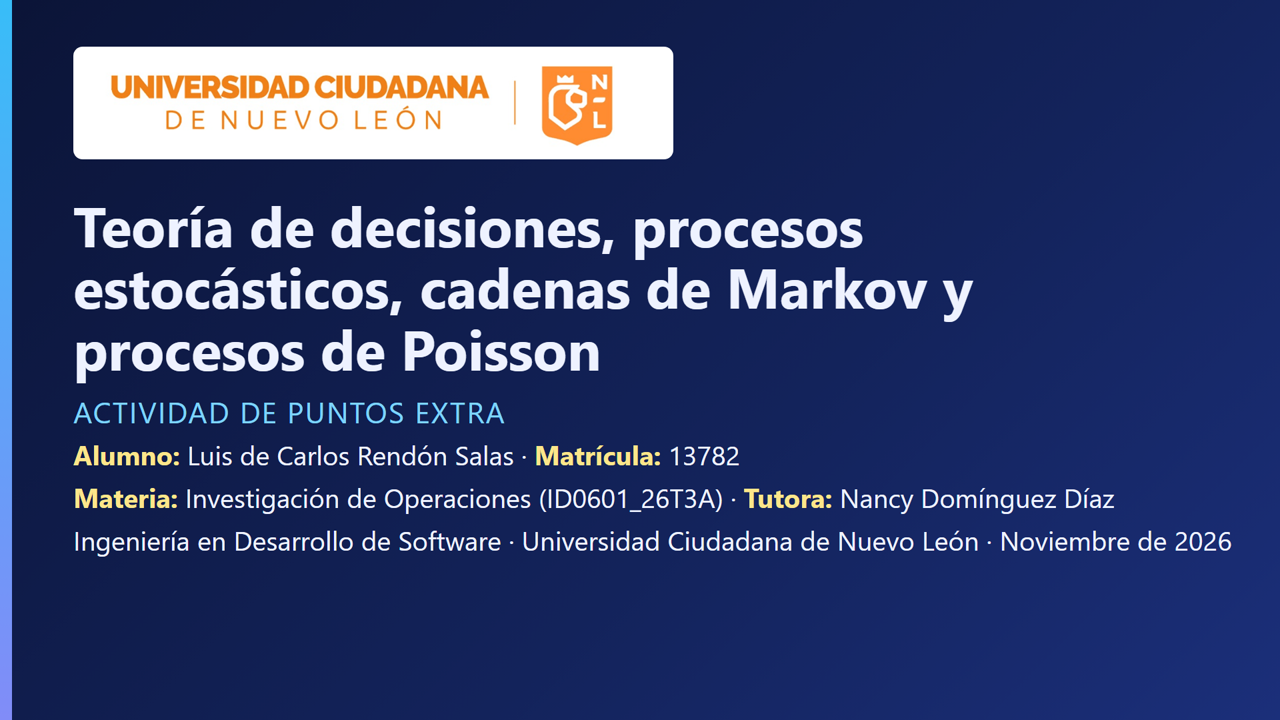 UNIVERSIDAD CIUDADANA
DE NUEVO LEÓN
N
L
Teoría de decisiones, procesos
estocásticos, cadenas de Markov y
procesos de Poisson
ACTIVIDAD DE PUNTOS EXTRA
Alumno: Luis de Carlos Rendón Salas · Matrícula: 13782
Materia: Investigación de Operaciones (ID0601_26T3A) · Tutora: Nancy Domínguez Díaz
Ingeniería en Desarrollo de Software · Universidad Ciudadana de Nuevo León · Noviembre de 2026